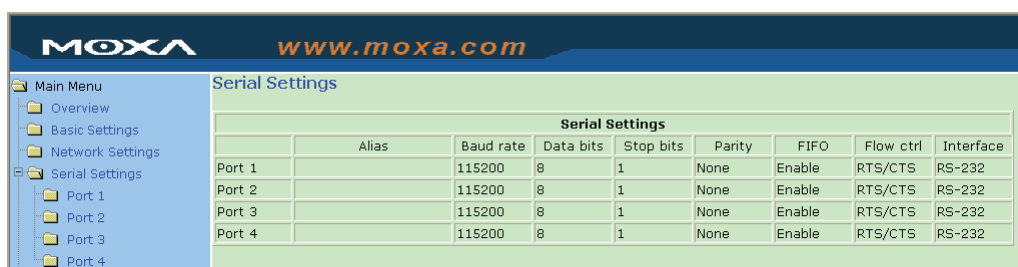 MOXA www.moxa.com
Main Menu
Overview
Basic Settings
Network Settings
Serial Settings
Port 1
Port 2
Port 3
Port 4
Serial Settings
Serial Settings
Alias Baud rate Data bits Stop bits Parity FIFO Flow ctrl Interface
Port 1 115200 8 1 None Enable RTS/CTS RS-232
Port 2 115200 8 1 None Enable RTS/CTS RS-232
Port 3 115200 8 1 None Enable RTS/CTS RS-232
Port 4 115200 8 1 None Enable RTS/CTS RS-232